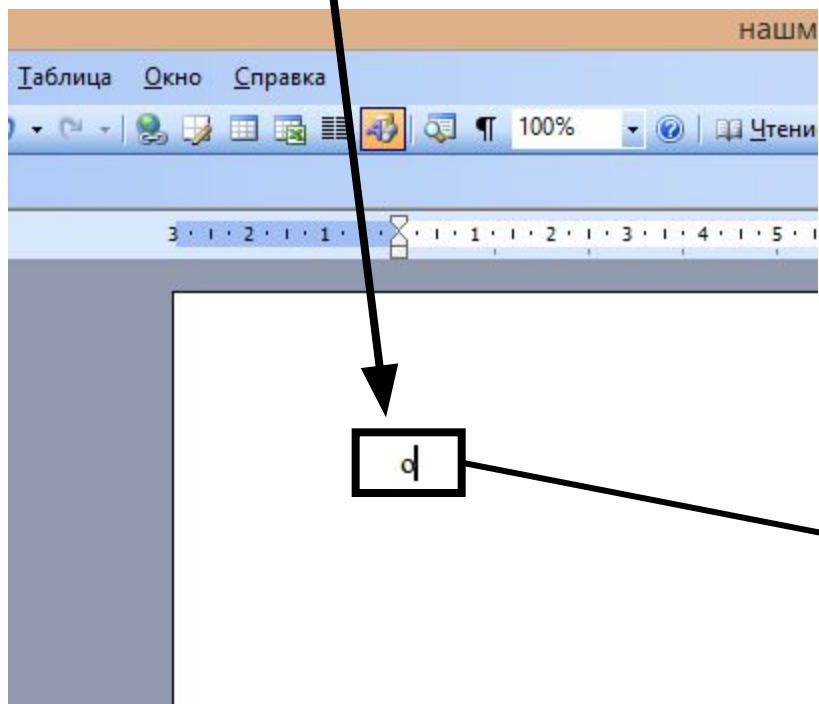 нашм
Таблица Окно Справка
100% Чтени
3 · ı · 2 · ı · 1 · · ı · 1 · ı · 2 · ı · 3 · ı · 4 · ı · 5 · ı
о